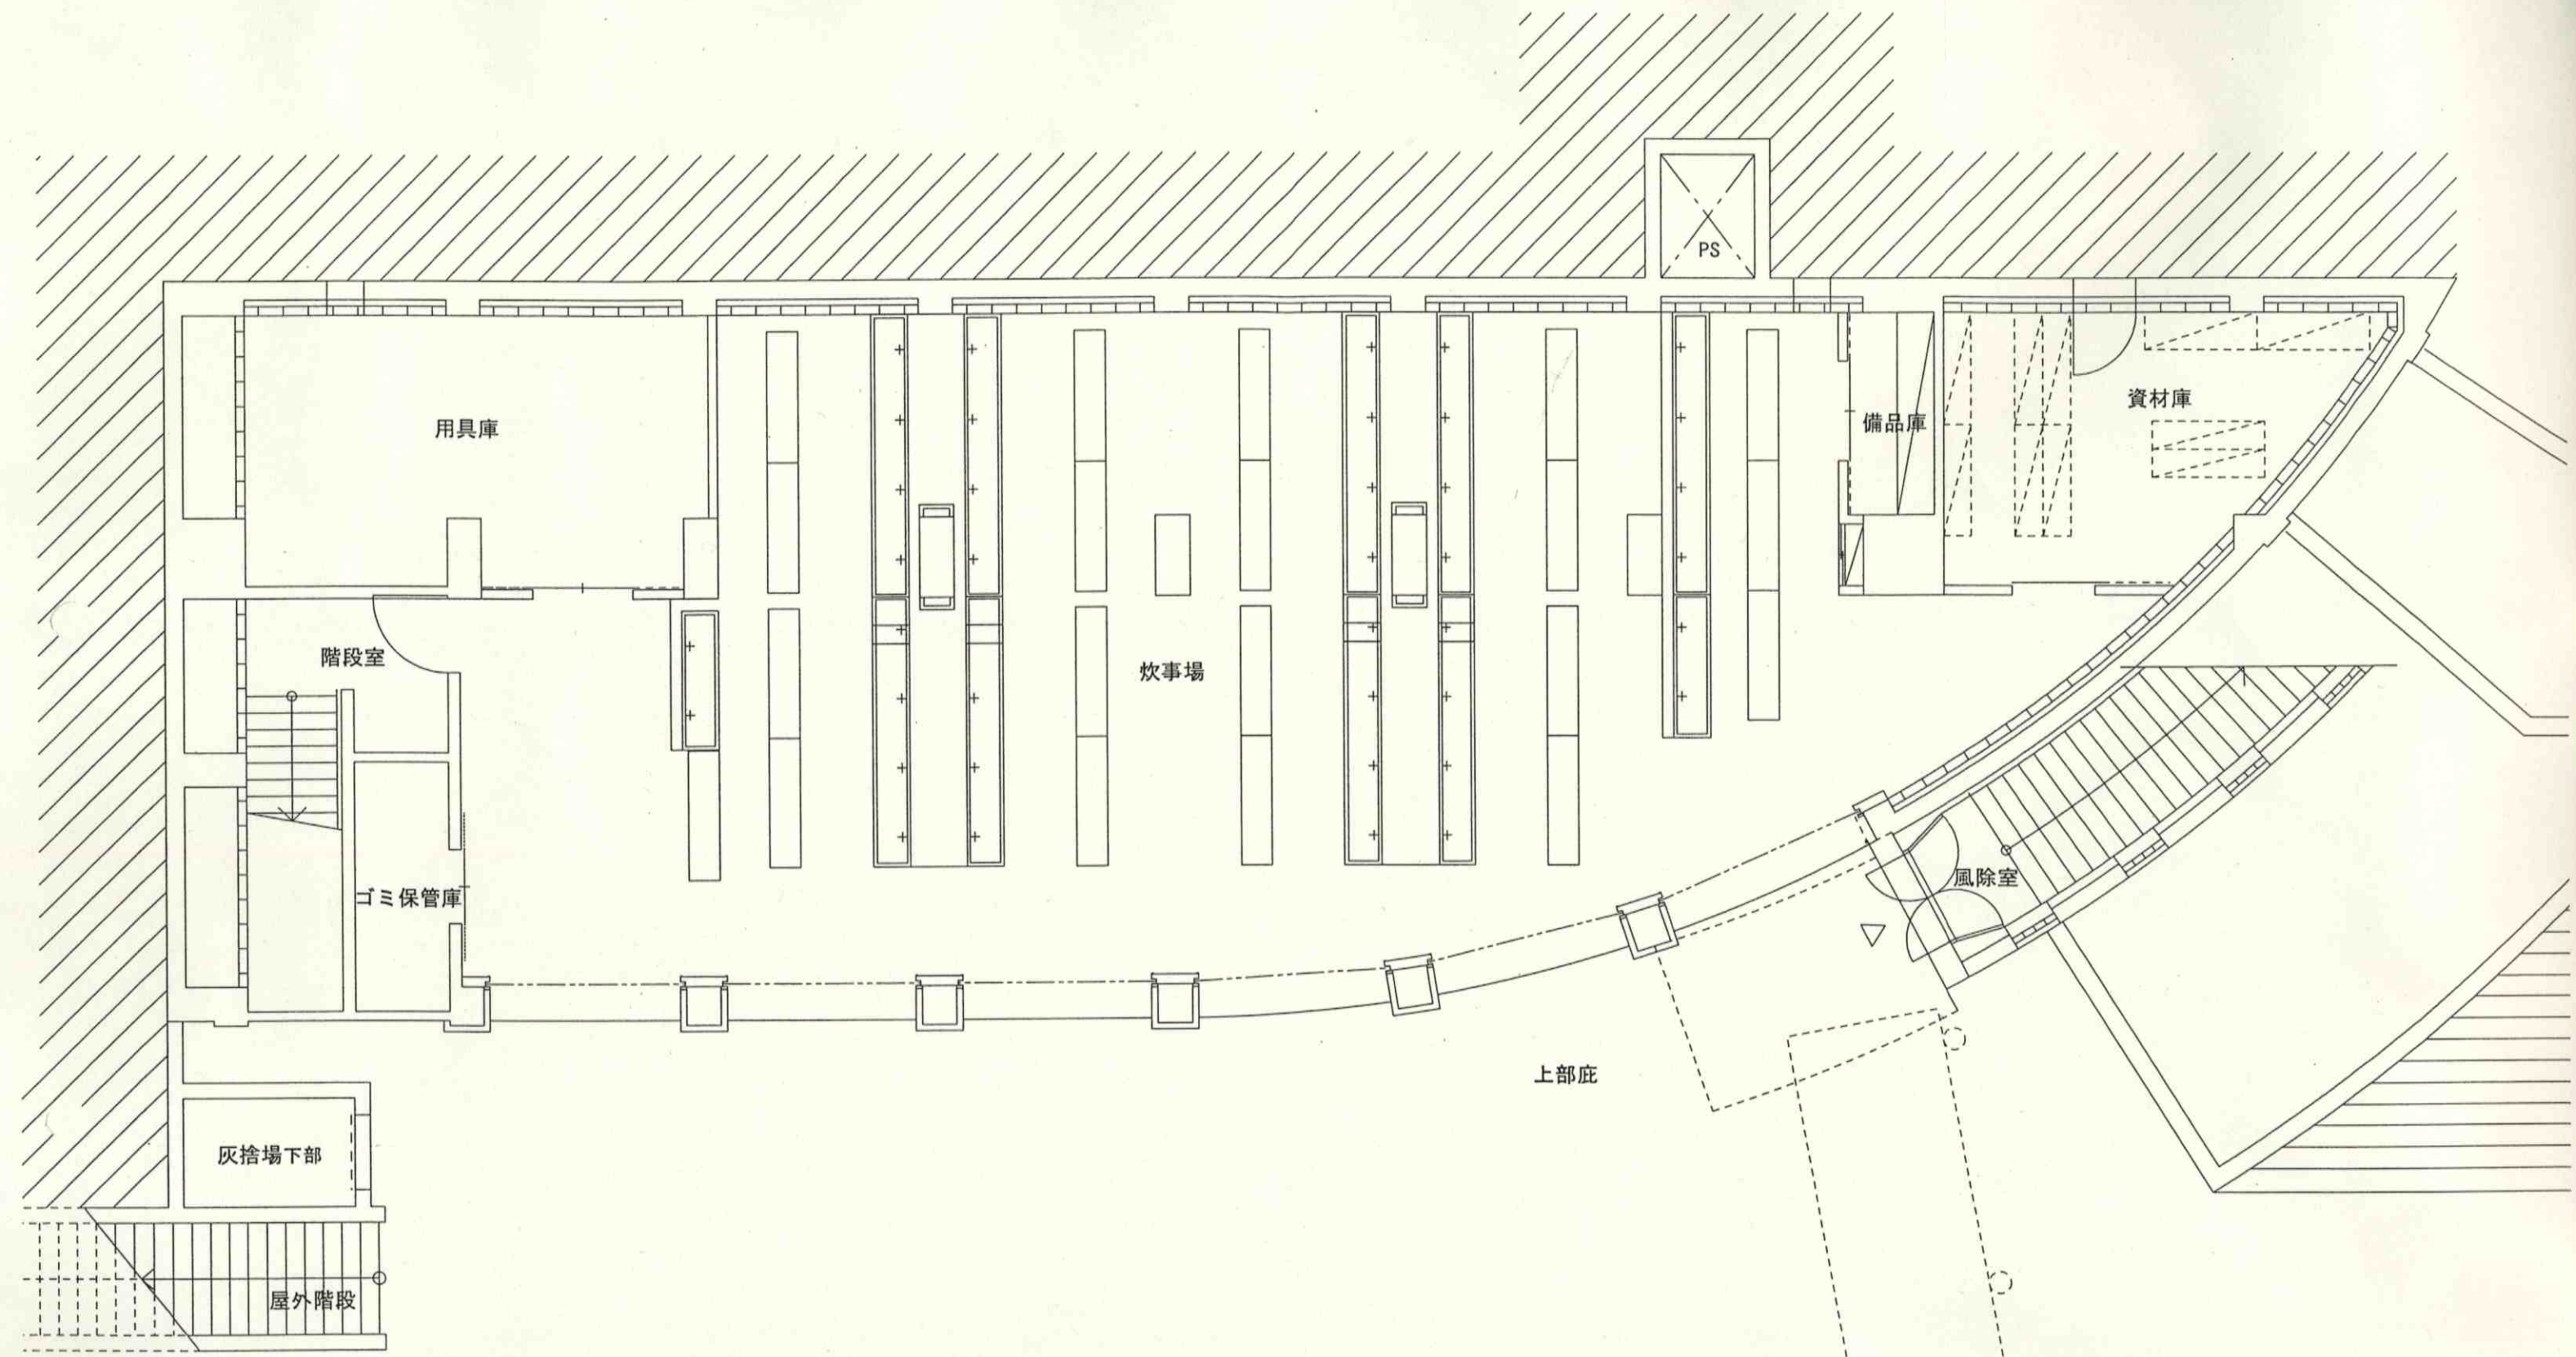 PS
資材庫
備品庫
用具庫
階段室
炊事場
風除室
ゴミ保管庫
上部庇
灰捨場下部
屋外階段